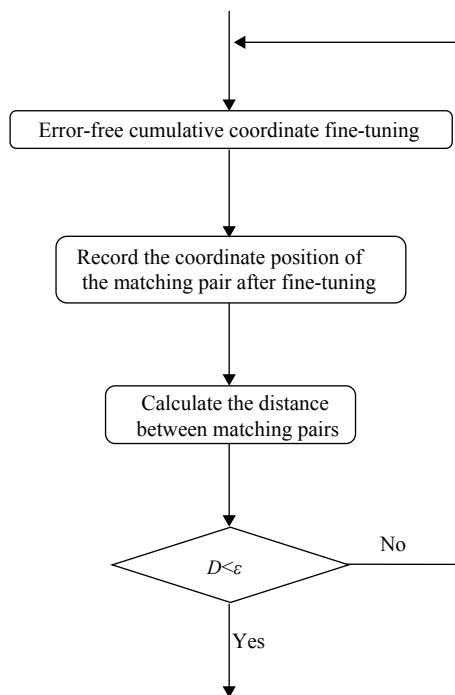 Error-free cumulative coordinate fine-tuning
Record the coordinate position of
the matching pair after fine-tuning
Calculate the distance
between matching pairs
D<ε
No
Yes